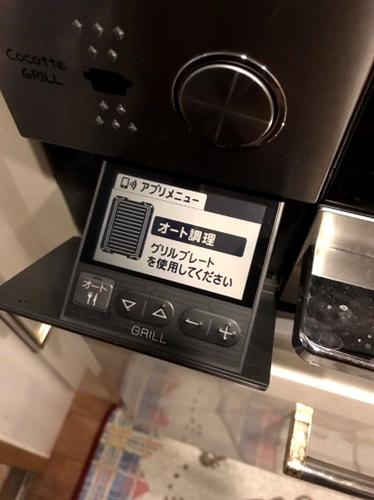 Cocotte
GRILL
アプリメニュー
オート調理
グリルプレート
を使用してください
オート
GRILL